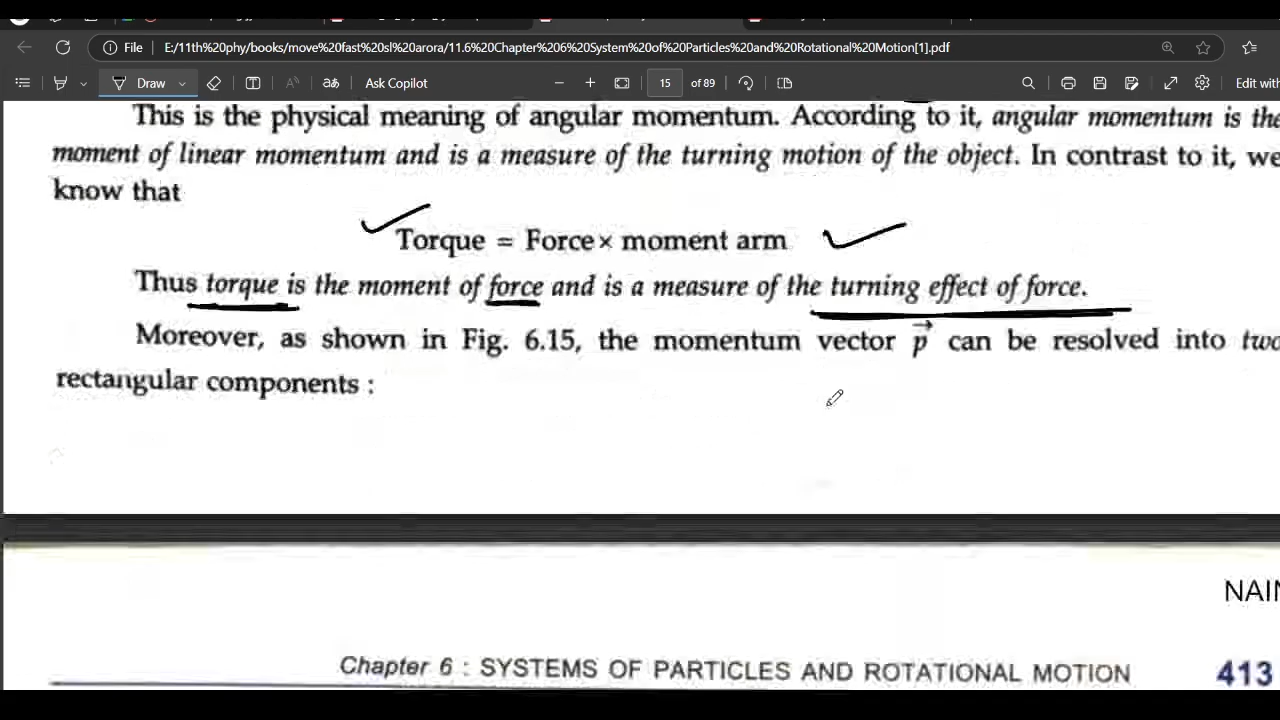 File
E:/11th%20phy/books/move%20fast%20sl%20arora/11.6%20Chapter%206%20System%20of%20Particles%20and%20Rotational%20Motion[1].pdf
Draw
Ask Copilot
15 of 89
Edit with
This is the physical meaning of angular momentum. According to it, angular momentum is the
moment of linear momentum and is a measure of the turning motion of the object. In contrast to it, we
know that
Torque = Force × moment arm
Thus torque is the moment of force and is a measure of the turning effect of force.
Moreover, as shown in Fig. 6.15, the momentum vector p⃗ can be resolved into two
rectangular components :
NAIN
Chapter 6 : SYSTEMS OF PARTICLES AND ROTATIONAL MOTION 413